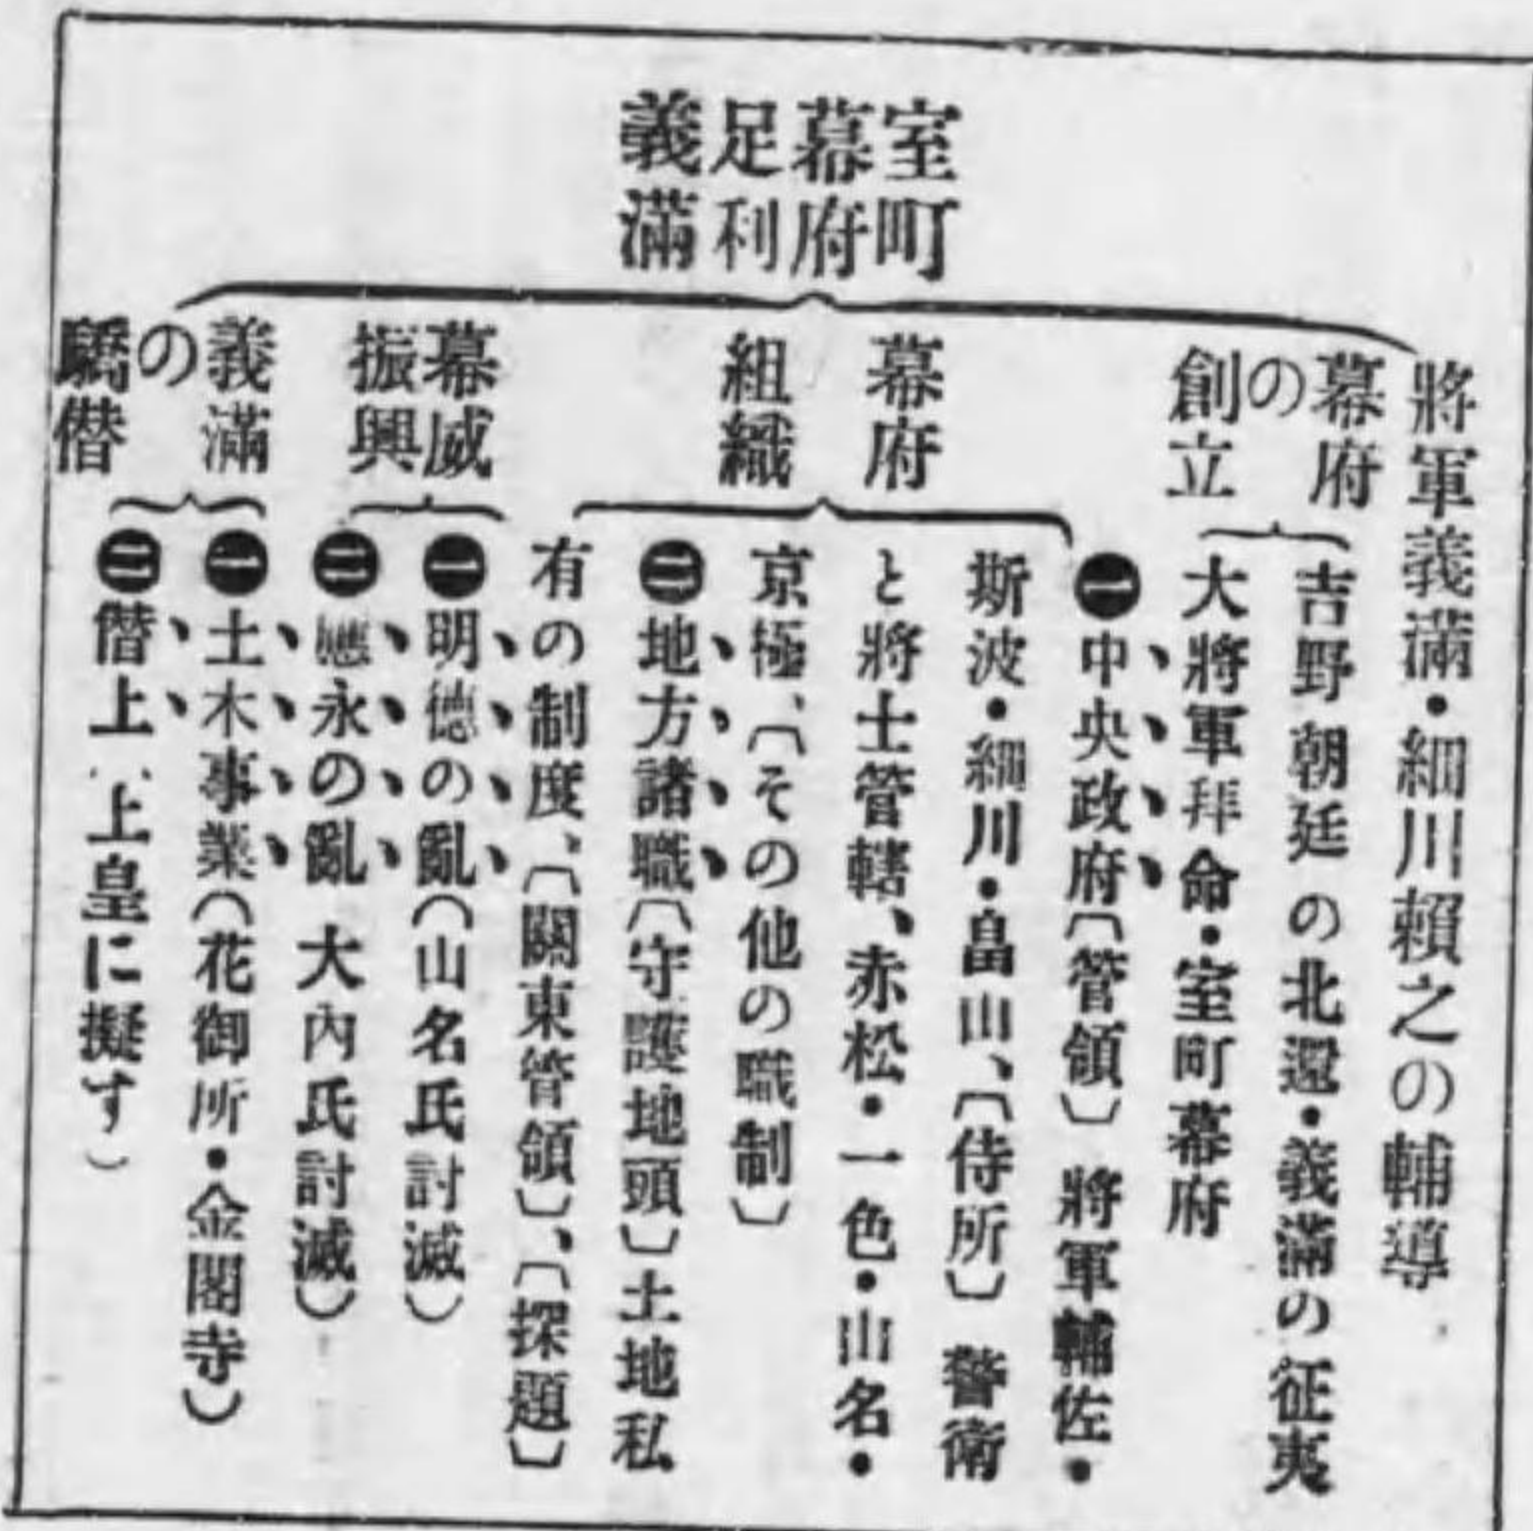 室町
幕府
足利
義滿
將軍義滿・細川賴之の輔導
幕府
の
創立
吉野朝廷の北還・義滿の征夷
大將軍拜命・室町幕府
幕府
組織
㊀中央政府〔管領〕將軍輔佐・
斯波・細川・畠山、〔侍所〕警衛
と將士管轄、赤松・一色・山名・
京極、〔その他の職制〕
㊁地方諸職〔守護地頭〕土地私
有の制度、〔關東管領〕、〔探題〕
幕威
振興
㊀明德の亂(山名氏討滅)
㊁應永の亂 大內氏討滅)
義滿
の
驕僭
㊀土木事業(花御所・金閣寺)
㊁僭上、上皇に擬す)